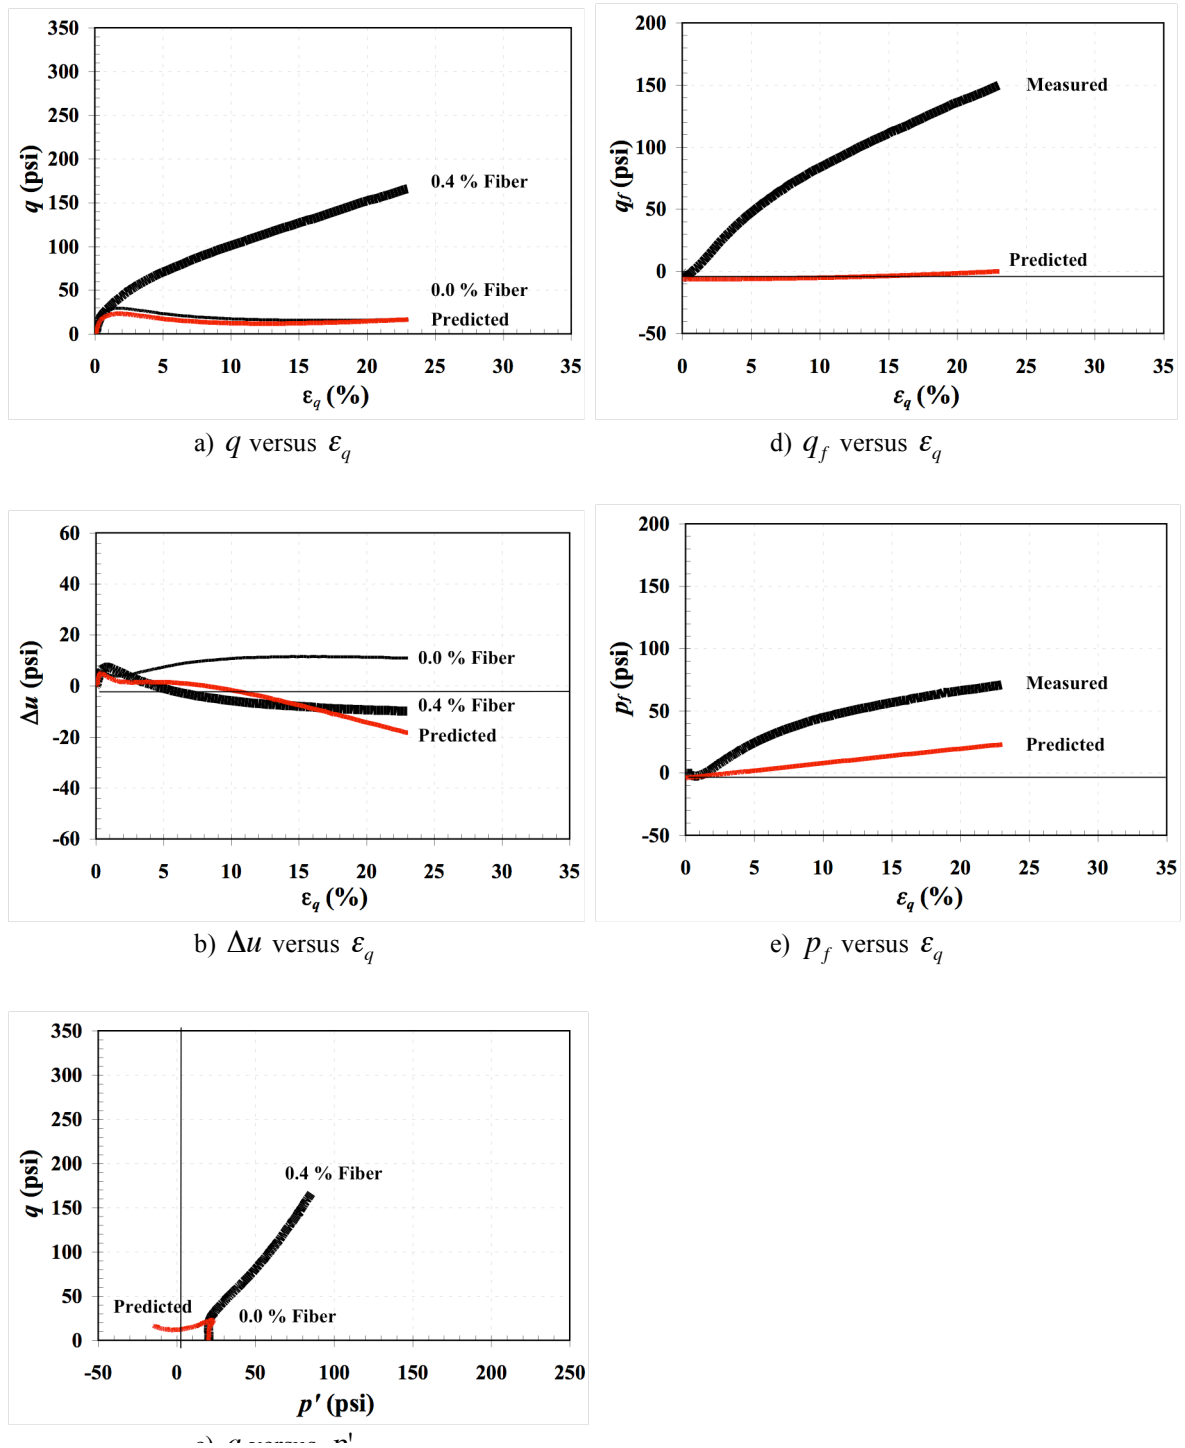 350
300
250
200
150
100
50
0
q (psi)
0.4 % Fiber
0.0 % Fiber
Predicted
0 5 10 15 20 25 30 35
εq (%)
a) q versus εq
200
150
100
50
0
-50
qf (psi)
Measured
Predicted
0 5 10 15 20 25 30 35
εq (%)
d) qf versus εq
60
40
20
0
-20
-40
-60
Δu (psi)
0.0 % Fiber
0.4 % Fiber
Predicted
0 5 10 15 20 25 30 35
εq (%)
b) Δu versus εq
200
150
100
50
0
-50
pf (psi)
Measured
Predicted
0 5 10 15 20 25 30 35
εq (%)
e) pf versus εq
350
300
250
200
150
100
50
0
q (psi)
0.4 % Fiber
Predicted
0.0 % Fiber
-50 0 50 100 150 200 250
p' (psi)
q versus p'